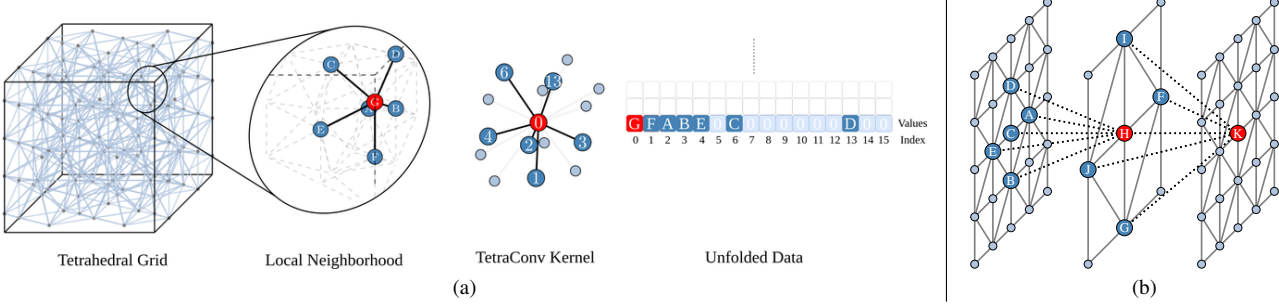 D
C
G
B
E
F
6
13
0
4
2
3
1
G F A B E 0 C 0 0 0 0 0 0 D 0 0 Values
0 1 2 3 4 5 6 7 8 9 10 11 12 13 14 15 Index
Tetrahedral Grid
Local Neighborhood
TetraConv Kernel
Unfolded Data
(a)
I
D
F
A
C
H
K
E
J
B
G
(b)